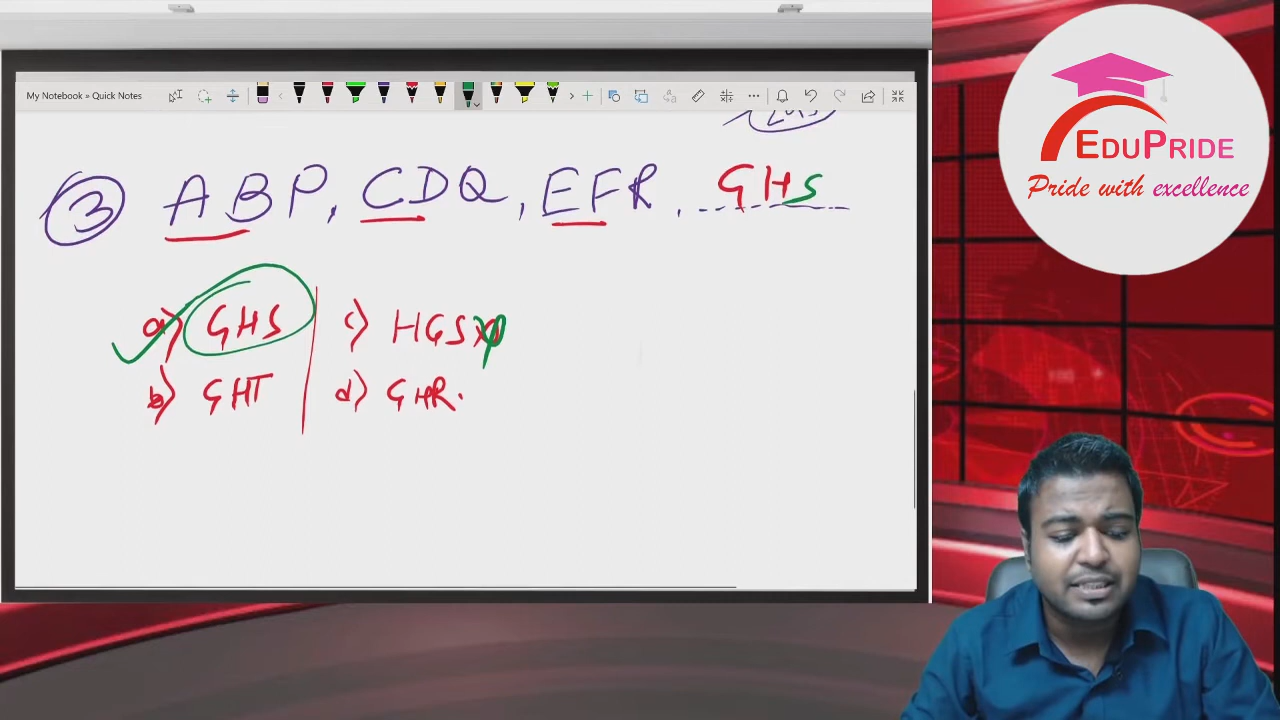 My Notebook > Quick Notes
3 ABP, CDQ, EFR, GHS
a) GHS
c) HGS
b) GHT
d) GHR.
EDUPRIDE
Pride with excellence